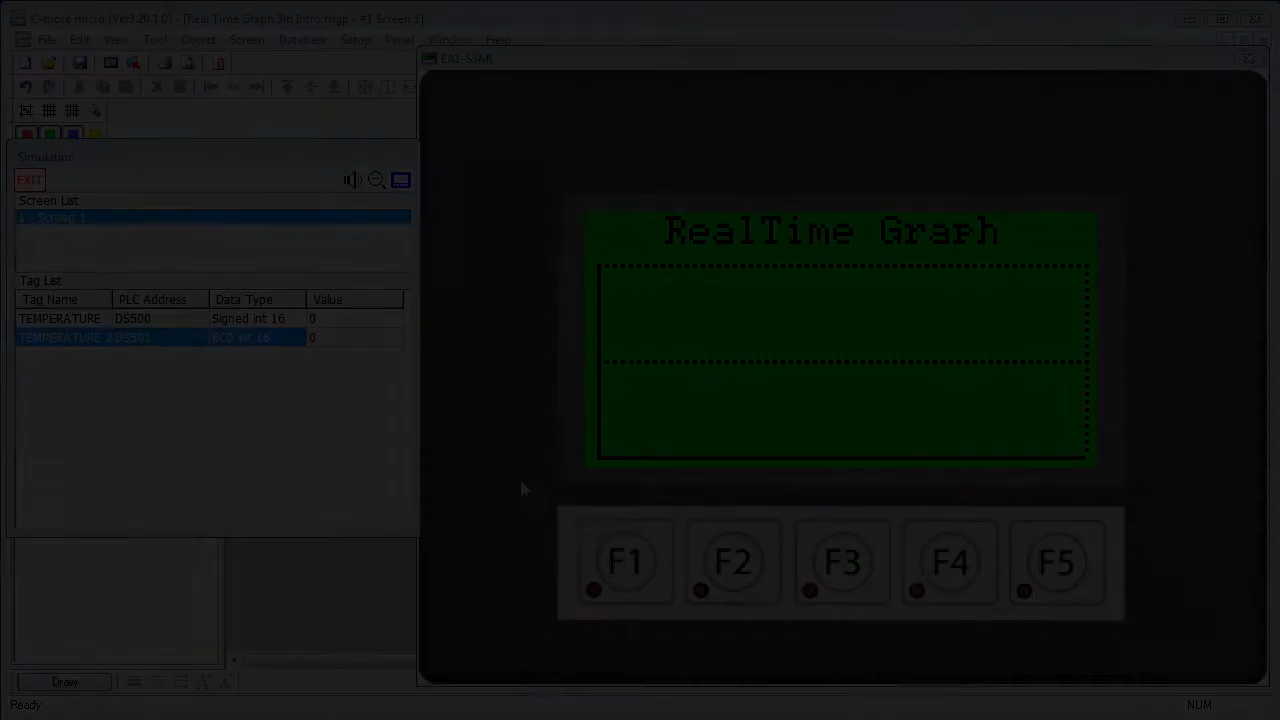 C-more micro (Ver3.20.1.0) - [Real Time Graph 3in Intro.mgp - #1 Screen 1]
File Edit View Tool Object Screen Database Setup Panel Window Help
EA1-S3ML
Simulation
EXIT
Screen List
1 - Screen 1
Tag List
Tag Name PLC Address Data Type Value
TEMPERATURE DS500 Signed int 16 0
TEMPERATURE 2 DS501 BCD int 16 0
RealTime Graph
F1 F2 F3 F4 F5
Draw
Ready NUM